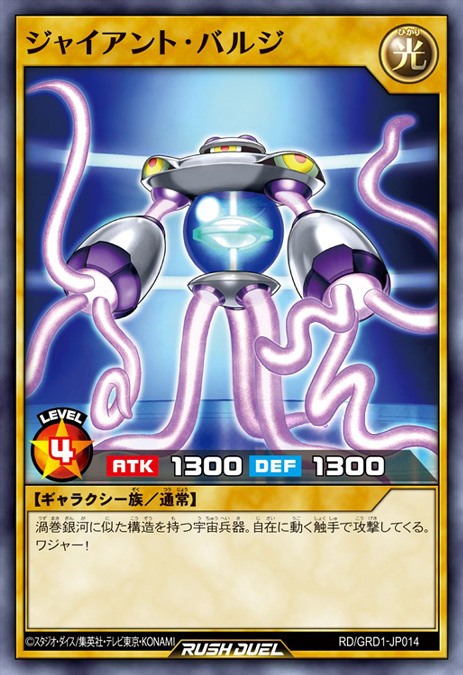 ジャイアント・バルジ
ひかり
光
LEVEL
4
ATK 1300 DEF 1300
【ギャラクシー族／通常】
渦巻銀河に似た構造を持つ宇宙兵器。自在に動く触手で攻撃してくる。
ワジャー！
©スタジオ・ダイス/集英社・テレビ東京・KONAMI
RUSH DUEL
RD/GRD1-JP014